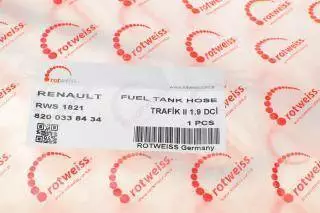 rotweiss
RENAULT FUEL TANK HOSE
RWS 1821 TRAFİK II 1,9 DCİ
820 033 84 34 1 PCS
ROTWEISS Germany
rotweiss
rotweiss
rotweiss
rotweiss
rotweiss